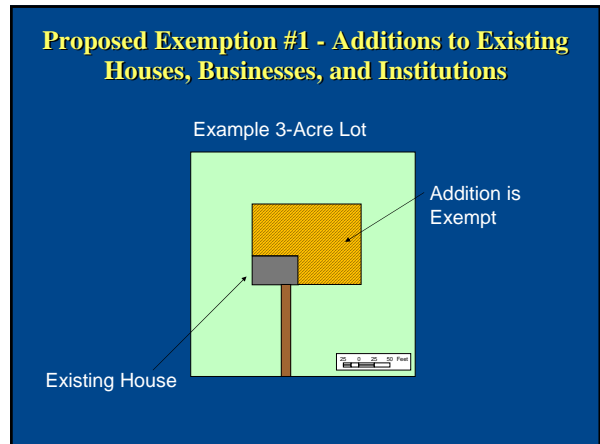 Proposed Exemption #1 - Additions to Existing
Houses, Businesses, and Institutions
Example 3-Acre Lot
Addition is
Exempt
Existing House
25 0 25 50 Feet